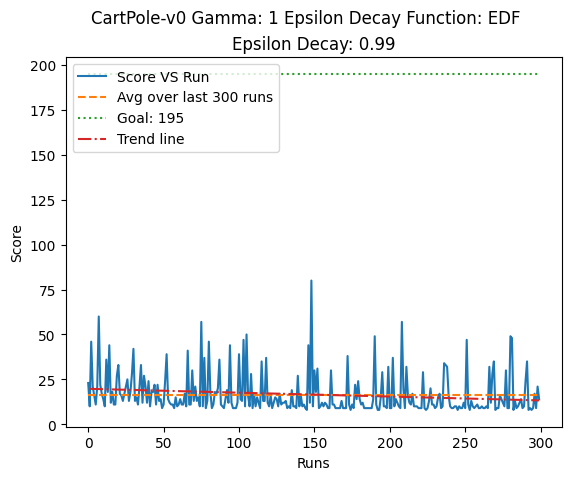 CartPole-v0 Gamma: 1 Epsilon Decay Function: EDF
Epsilon Decay: 0.99
Score VS Run
Avg over last 300 runs
Goal: 195
Trend line
200
175
150
125
100
75
50
25
0
Score
0 50 100 150 200 250 300
Runs